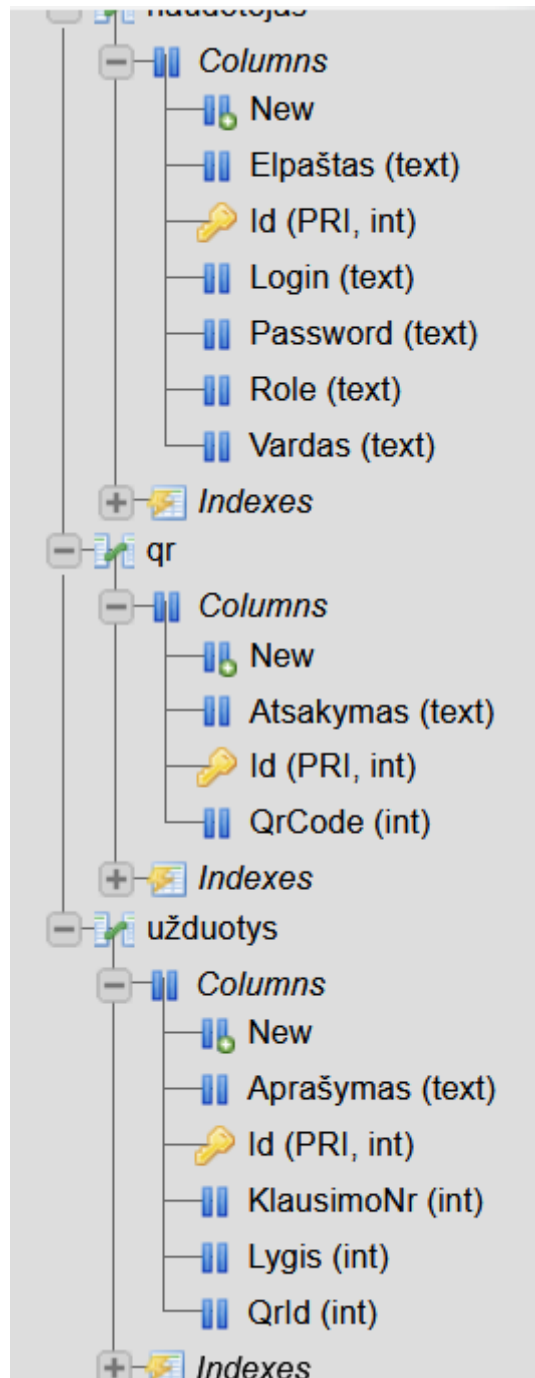 naudotojas
Columns
New
Elpaštas (text)
Id (PRI, int)
Login (text)
Password (text)
Role (text)
Vardas (text)
Indexes
qr
Columns
New
Atsakymas (text)
Id (PRI, int)
QrCode (int)
Indexes
užduotys
Columns
New
Aprašymas (text)
Id (PRI, int)
KlausimoNr (int)
Lygis (int)
QrId (int)
Indexes